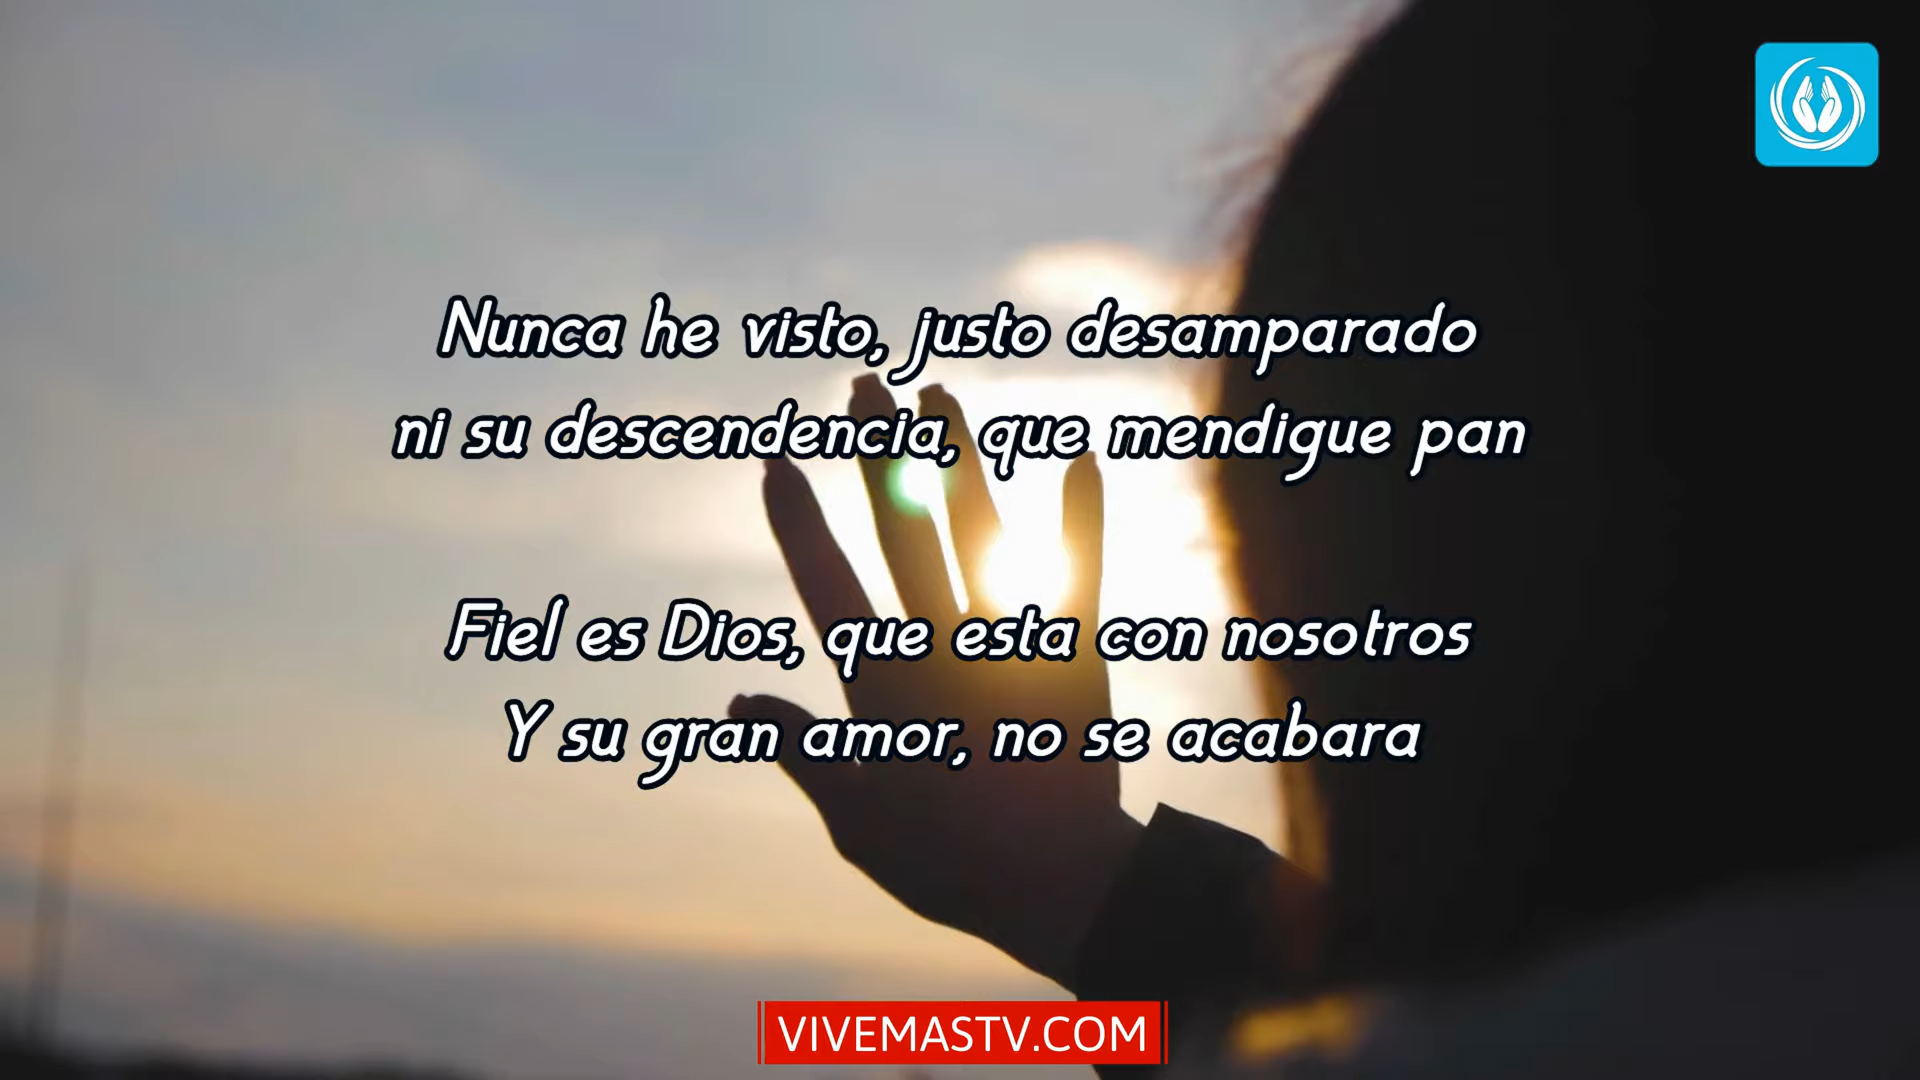 Nunca he visto, justo desamparado
ni su descendencia, que mendigue pan
Fiel es Dios, que esta con nosotros
Y su gran amor, no se acabara
VIVEMASTV.COM